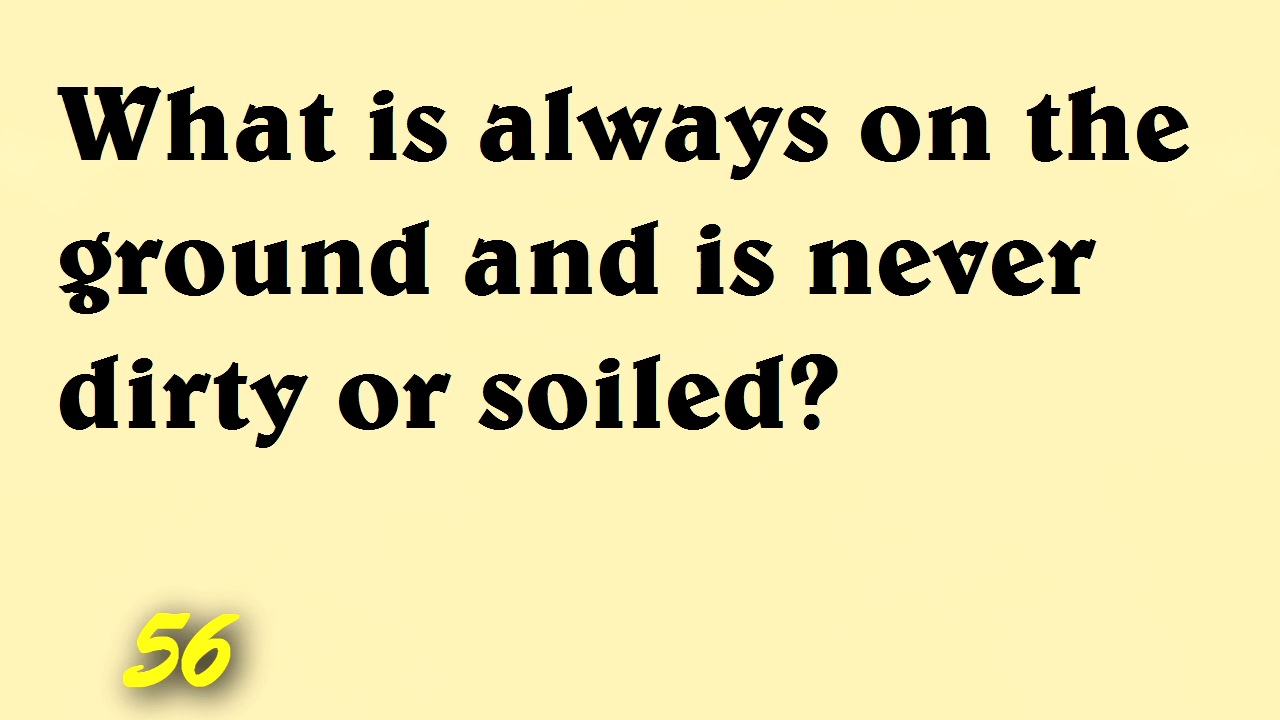 What is always on the
ground and is never
dirty or soiled?
56